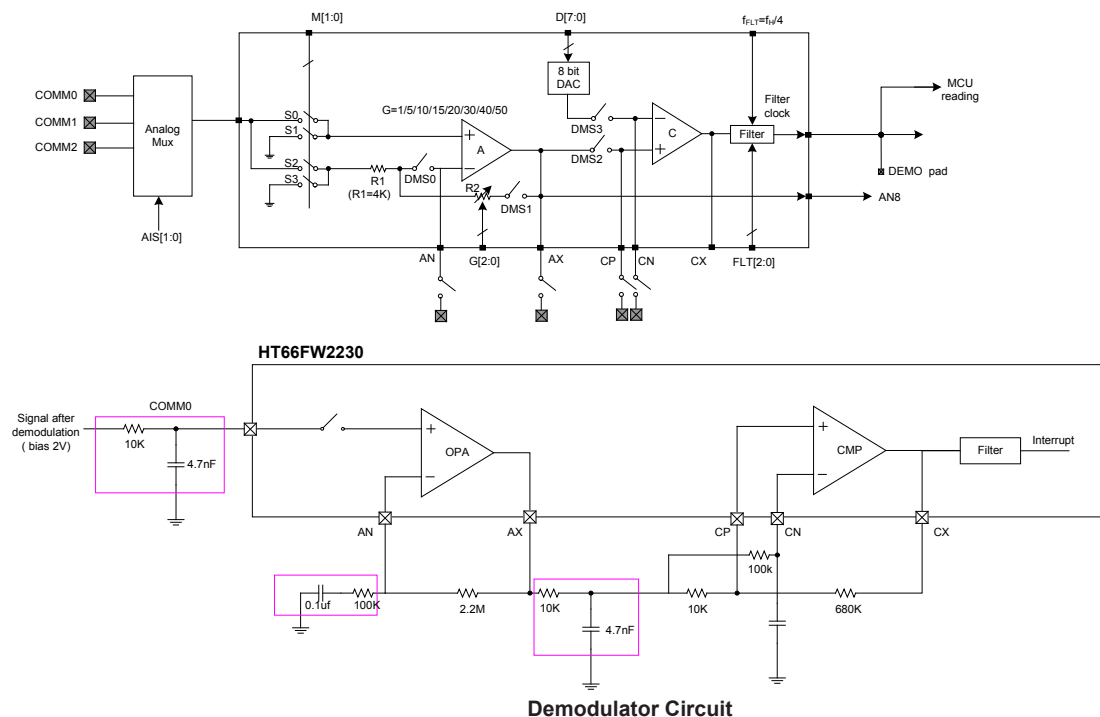 M[1:0]
D[7:0]
fFLT=fH/4
COMM0
COMM1
COMM2
Analog
Mux
AIS[1:0]
S0
S1
S2
S3
G=1/5/10/15/20/30/40/50
8 bit
DAC
DMS3
DMS2
Filter
clock
Filter
MCU
reading
DEMO pad
AN8
R1
(R1=4K)
DMS0
+
A
−
R2
DMS1
−
C
+
AN
G[2:0]
AX
CP
CN
CX
FLT[2:0]
HT66FW2230
Signal after
demodulation
( bias 2V)
COMM0
10K
4.7nF
+
OPA
−
+
CMP
−
Filter
Interrupt
AN
AX
CP
CN
CX
0.1uf
100K
2.2M
10K
4.7nF
100k
10K
680K
Demodulator Circuit